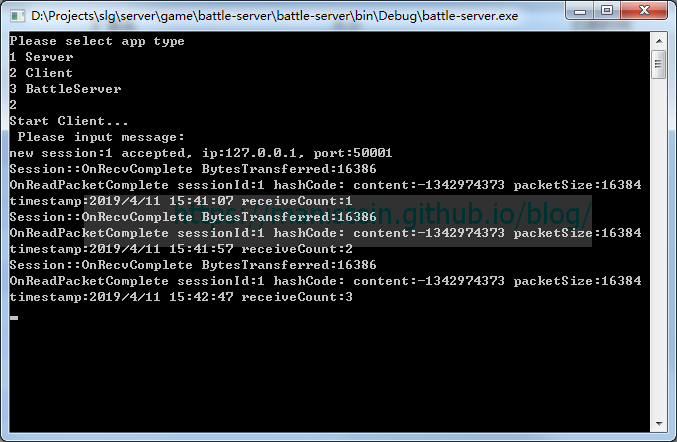 D:\Projects\slg\server\game\battle-server\battle-server\bin\Debug\battle-server.exe
Please select app type
1 Server
2 Client
3 BattleServer
2
Start Client...
 Please input message:
new session:1 accepted, ip:127.0.0.1, port:50001
Session::OnRecvComplete BytesTransferred:16386
OnReadPacketComplete sessionId:1 hashCode: content:-1342974373 packetSize:16384
timestamp:2019/4/11 15:41:07 receiveCount:1
Session::OnRecvComplete BytesTransferred:16386
OnReadPacketComplete sessionId:1 hashCode: content:-1342974373 packetSize:16384
timestamp:2019/4/11 15:41:57 receiveCount:2
Session::OnRecvComplete BytesTransferred:16386
OnReadPacketComplete sessionId:1 hashCode: content:-1342974373 packetSize:16384
timestamp:2019/4/11 15:42:47 receiveCount:3